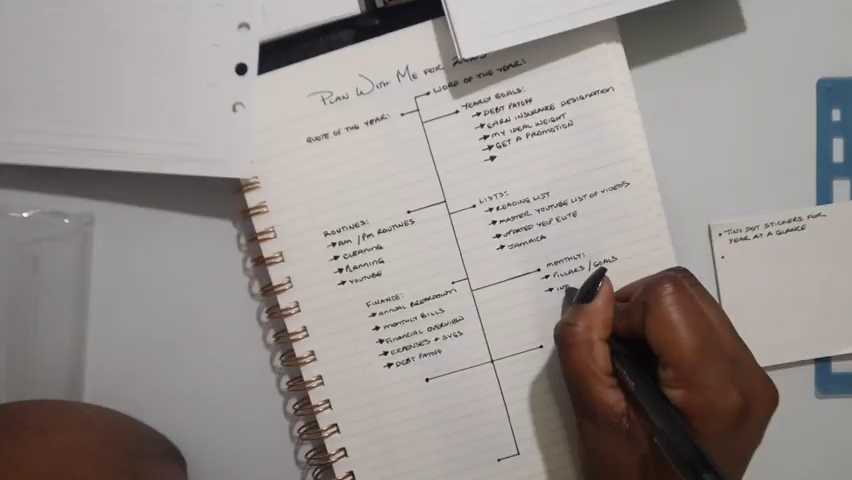 PLAN WITH ME FOR
WORD OF THE YEAR:
QUOTE OF THE YEAR:
YEARLY GOALS:
→ DEBT PAYOFF
→ EARN INSURANCE DESIGNATION
→ MY IDEAL WEIGHT
→ GET A PROMOTION
→
LISTS:
→ READING LIST
→ MASTER YOUTUBE LIST OF VIDEOS
→ UPDATED YELP ELITE
→ JAMAICA
ROUTINES:
→ AM/PM ROUTINES
→ CLEANING
→ PLANNING
→ YOUTUBE
MONTHLY:
→ PILLARS/GOALS
→
FINANCE:
→ ANNUAL BREAKDOWN
→ MONTHLY BILLS
→ FINANCIAL OVERVIEW
→ EXPENSES + SVGS
→ DEBT PAYOFF
• TINY DOT STICKERS FOR
YEAR AT A GLANCE
•